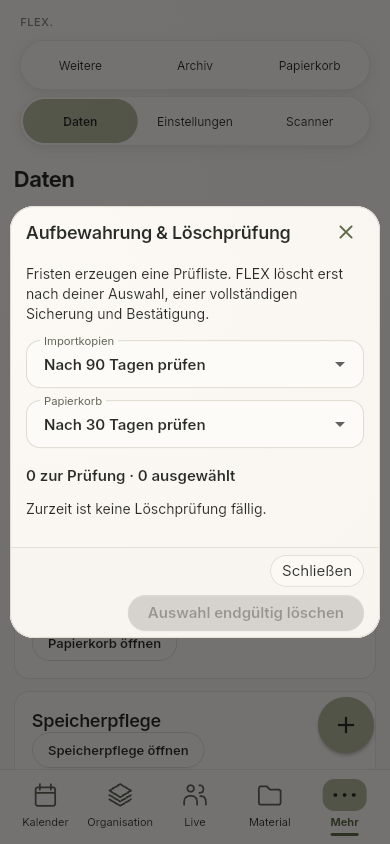 FLEX.
Weitere
Archiv
Papierkorb
Daten
Einstellungen
Scanner
Daten
Aufbewahrung & Löschprüfung
Fristen erzeugen eine Prüfliste. FLEX löscht erst
nach deiner Auswahl, einer vollständigen
Sicherung und Bestätigung.
Importkopien
Nach 90 Tagen prüfen
Papierkorb
Nach 30 Tagen prüfen
0 zur Prüfung · 0 ausgewählt
Zurzeit ist keine Löschprüfung fällig.
Schließen
Auswahl endgültig löschen
Papierkorb öffnen
Speicherpflege
Speicherpflege öffnen
Kalender
Organisation
Live
Material
Mehr